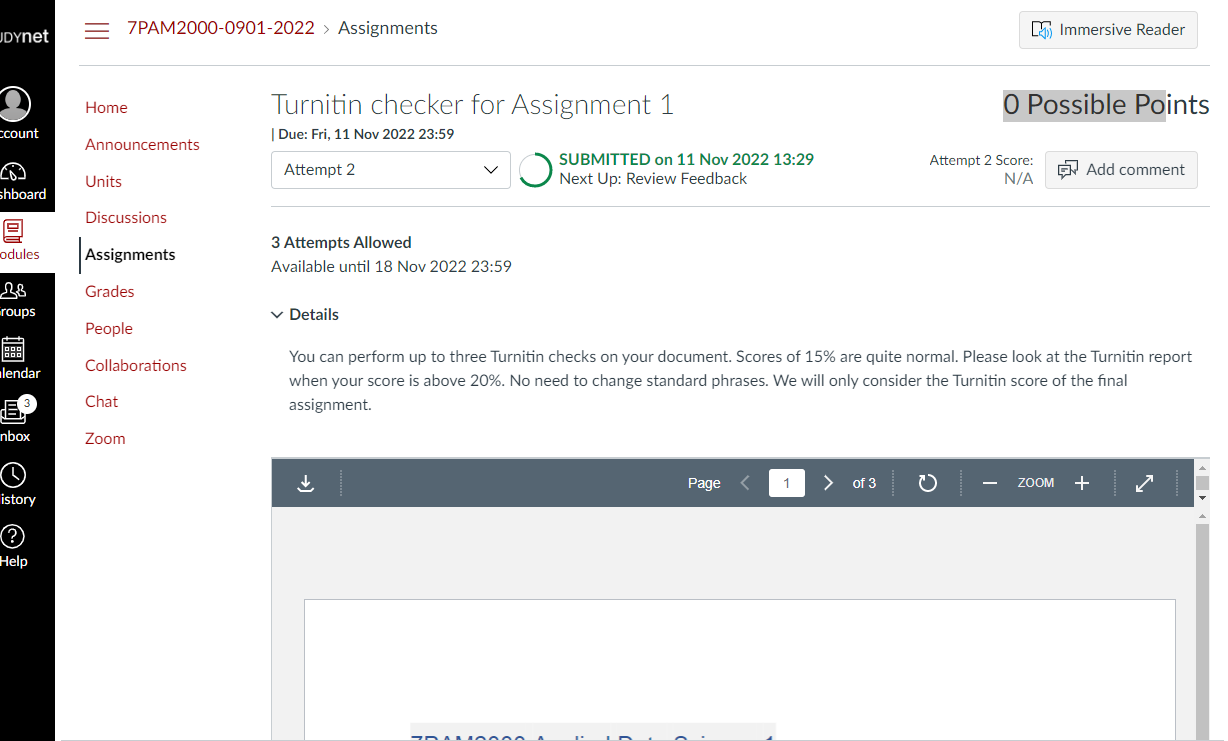 UDYnet
7PAM2000-0901-2022 > Assignments
Immersive Reader
ccount
shboard
odules
roups
lendar
3
nbox
istory
Help
Home
Announcements
Units
Discussions
Assignments
Grades
People
Collaborations
Chat
Zoom
Turnitin checker for Assignment 1
0 Possible Points
| Due: Fri, 11 Nov 2022 23:59
Attempt 2
SUBMITTED on 11 Nov 2022 13:29
Next Up: Review Feedback
Attempt 2 Score:
N/A
Add comment
3 Attempts Allowed
Available until 18 Nov 2022 23:59
Details
You can perform up to three Turnitin checks on your document. Scores of 15% are quite normal. Please look at the Turnitin report
when your score is above 20%. No need to change standard phrases. We will only consider the Turnitin score of the final
assignment.
Page 1 of 3 ZOOM
7PAM2000 Applied Data Science 1